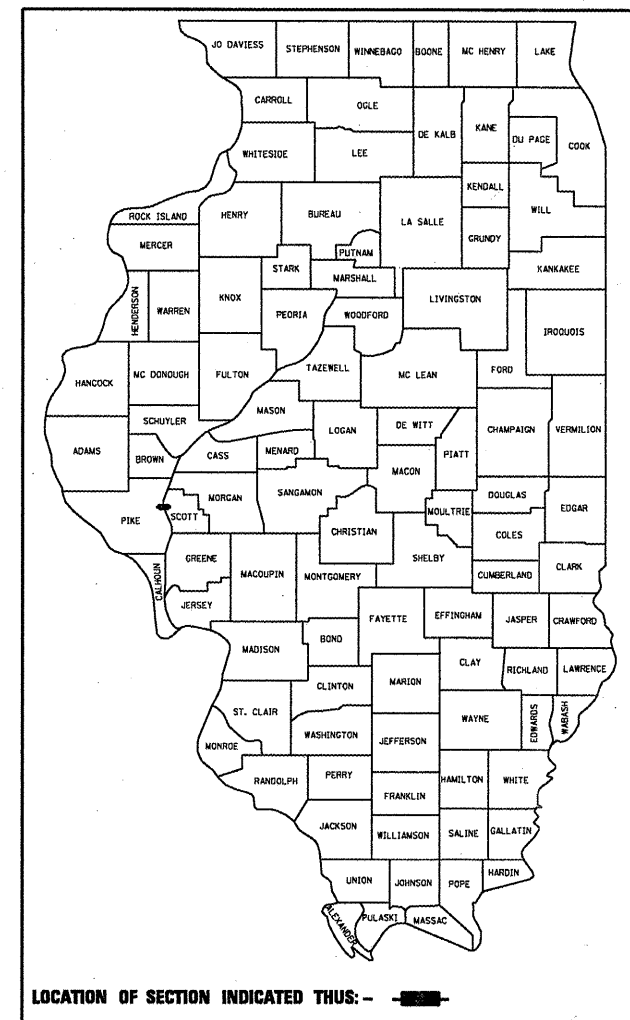 JO DAVIESS
STEPHENSON
WINNEBAGO
BOONE
MC HENRY
LAKE
CARROLL
OGLE
DE KALB
KANE
DU PAGE
COOK
WHITESIDE
LEE
KENDALL
WILL
ROCK ISLAND
HENRY
BUREAU
LA SALLE
GRUNDY
MERCER
PUTNAM
STARK
MARSHALL
KANKAKEE
HENDERSON
WARREN
KNOX
PEORIA
WOODFORD
LIVINGSTON
IROQUOIS
HANCOCK
MC DONOUGH
FULTON
TAZEWELL
MC LEAN
FORD
MASON
SCHUYLER
LOGAN
DE WITT
CHAMPAIGN
VERMILION
ADAMS
BROWN
CASS
MENARD
PIATT
MACON
PIKE
SCOTT
MORGAN
SANGAMON
CHRISTIAN
MOULTRIE
DOUGLAS
EDGAR
COLES
SHELBY
CALHOUN
GREENE
MACOUPIN
MONTGOMERY
CUMBERLAND
CLARK
JERSEY
FAYETTE
EFFINGHAM
JASPER
CRAWFORD
MADISON
BOND
CLAY
RICHLAND
LAWRENCE
CLINTON
MARION
ST. CLAIR
WAYNE
EDWARDS
WABASH
WASHINGTON
JEFFERSON
MONROE
RANDOLPH
PERRY
HAMILTON
WHITE
FRANKLIN
JACKSON
WILLIAMSON
SALINE
GALLATIN
UNION
JOHNSON
POPE
HARDIN
ALEXANDER
PULASKI
MASSAC
LOCATION OF SECTION INDICATED THUS: -